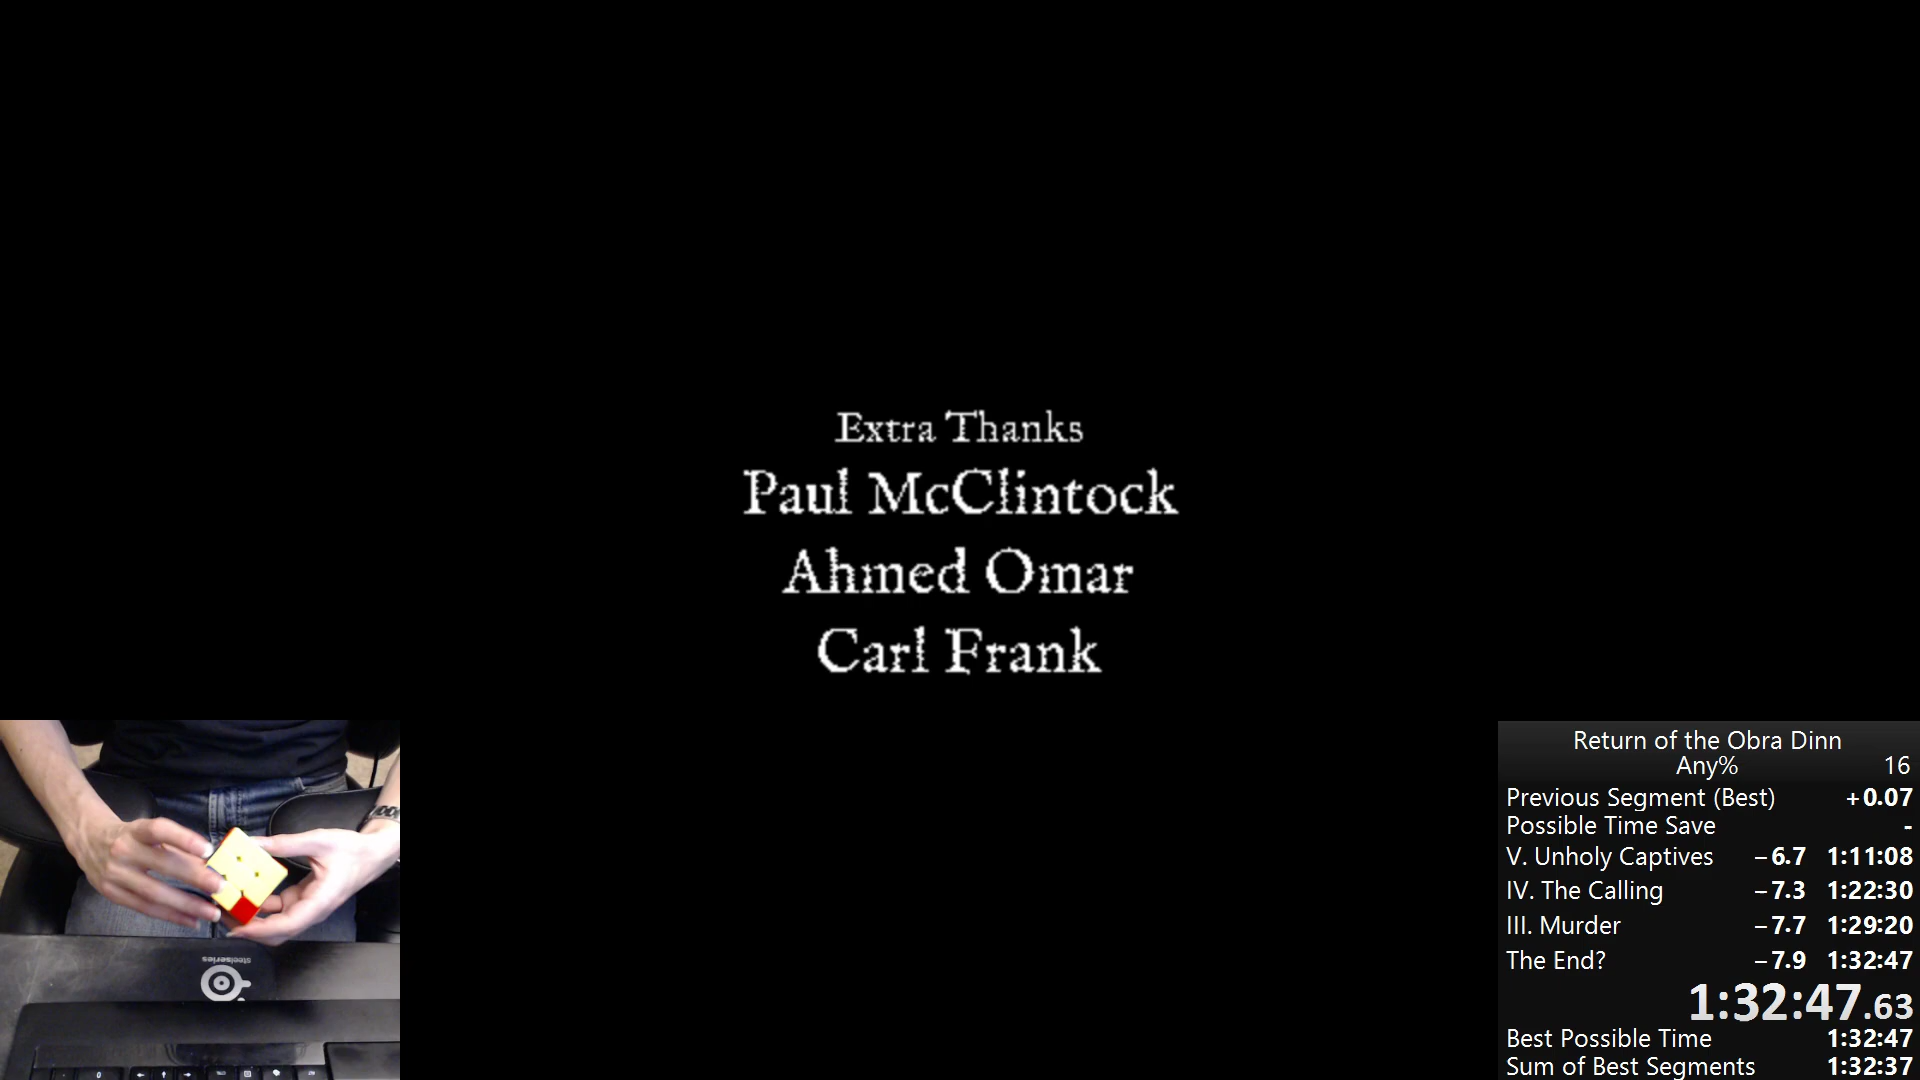 Extra Thanks
Paul McClintock
Ahmed Omar
Carl Frank
steelseries
Return of the Obra Dinn
Any% 16
Previous Segment (Best) +0.07
Possible Time Save -
V. Unholy Captives −6.7 1:11:08
IV. The Calling −7.3 1:22:30
III. Murder −7.7 1:29:20
The End? −7.9 1:32:47
1:32:47.63
Best Possible Time 1:32:47
Sum of Best Segments 1:32:37